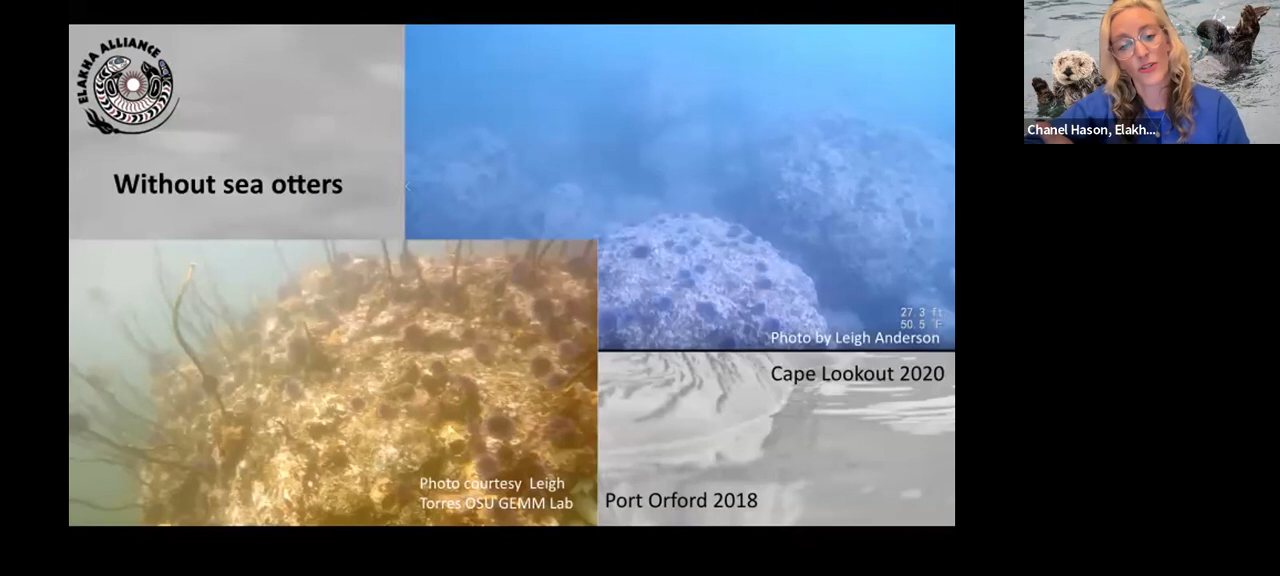 ELAKHA ALLIANCE
Without sea otters
27.3 ft
50.5 °F
Photo by Leigh Anderson
Cape Lookout 2020
Photo courtesy Leigh
Torres OSU GEMM Lab
Port Orford 2018
Chanel Hason, Elakh...